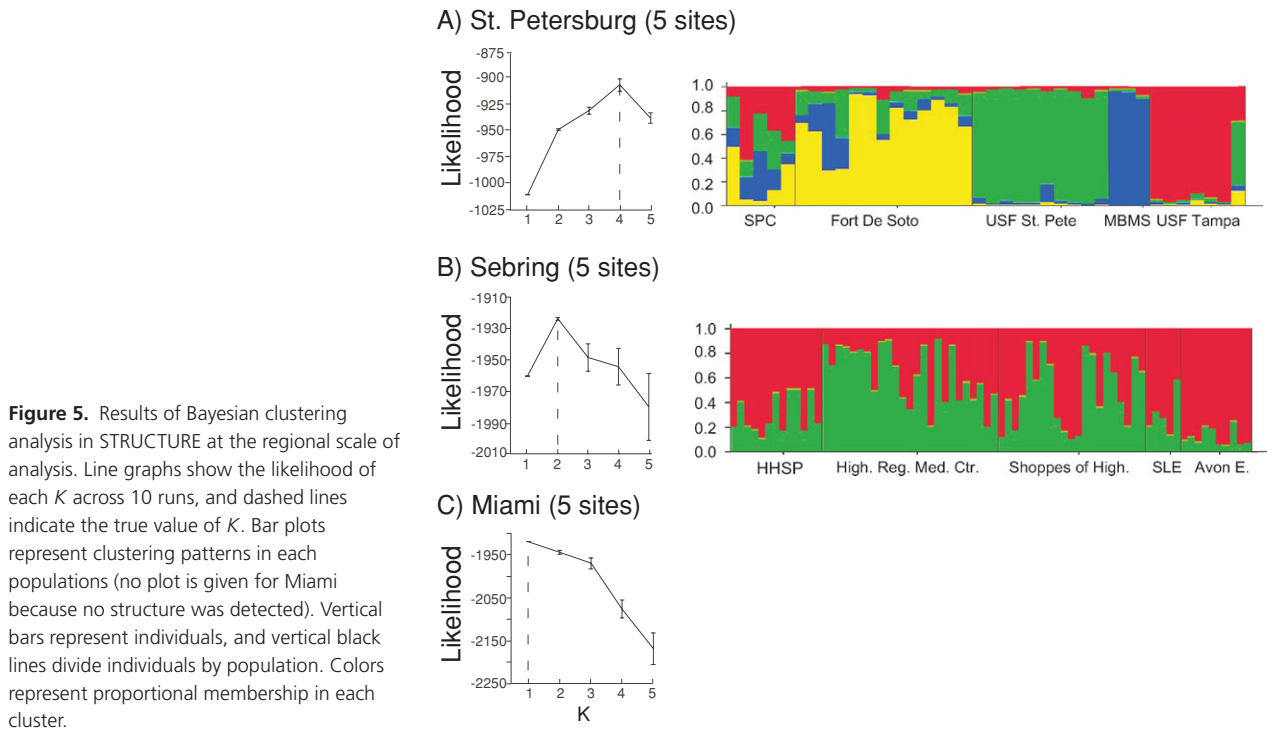 A) St. Petersburg (5 sites)
Likelihood
-875
-900
-925
-950
-975
-1000
-1025
1 2 3 4 5
1.0
0.8
0.6
0.4
0.2
0.0
SPC Fort De Soto USF St. Pete MBMS USF Tampa
B) Sebring (5 sites)
Likelihood
-1910
-1930
-1950
-1970
-1990
-2010
1 2 3 4 5
1.0
0.8
0.6
0.4
0.2
0.0
HHSP High. Reg. Med. Ctr. Shoppes of High. SLE Avon E.
C) Miami (5 sites)
Likelihood
-1950
-2050
-2150
-2250
1 2 3 4 5
K
Figure 5. Results of Bayesian clustering
analysis in STRUCTURE at the regional scale of
analysis. Line graphs show the likelihood of
each K across 10 runs, and dashed lines
indicate the true value of K. Bar plots
represent clustering patterns in each
populations (no plot is given for Miami
because no structure was detected). Vertical
bars represent individuals, and vertical black
lines divide individuals by population. Colors
represent proportional membership in each
cluster.